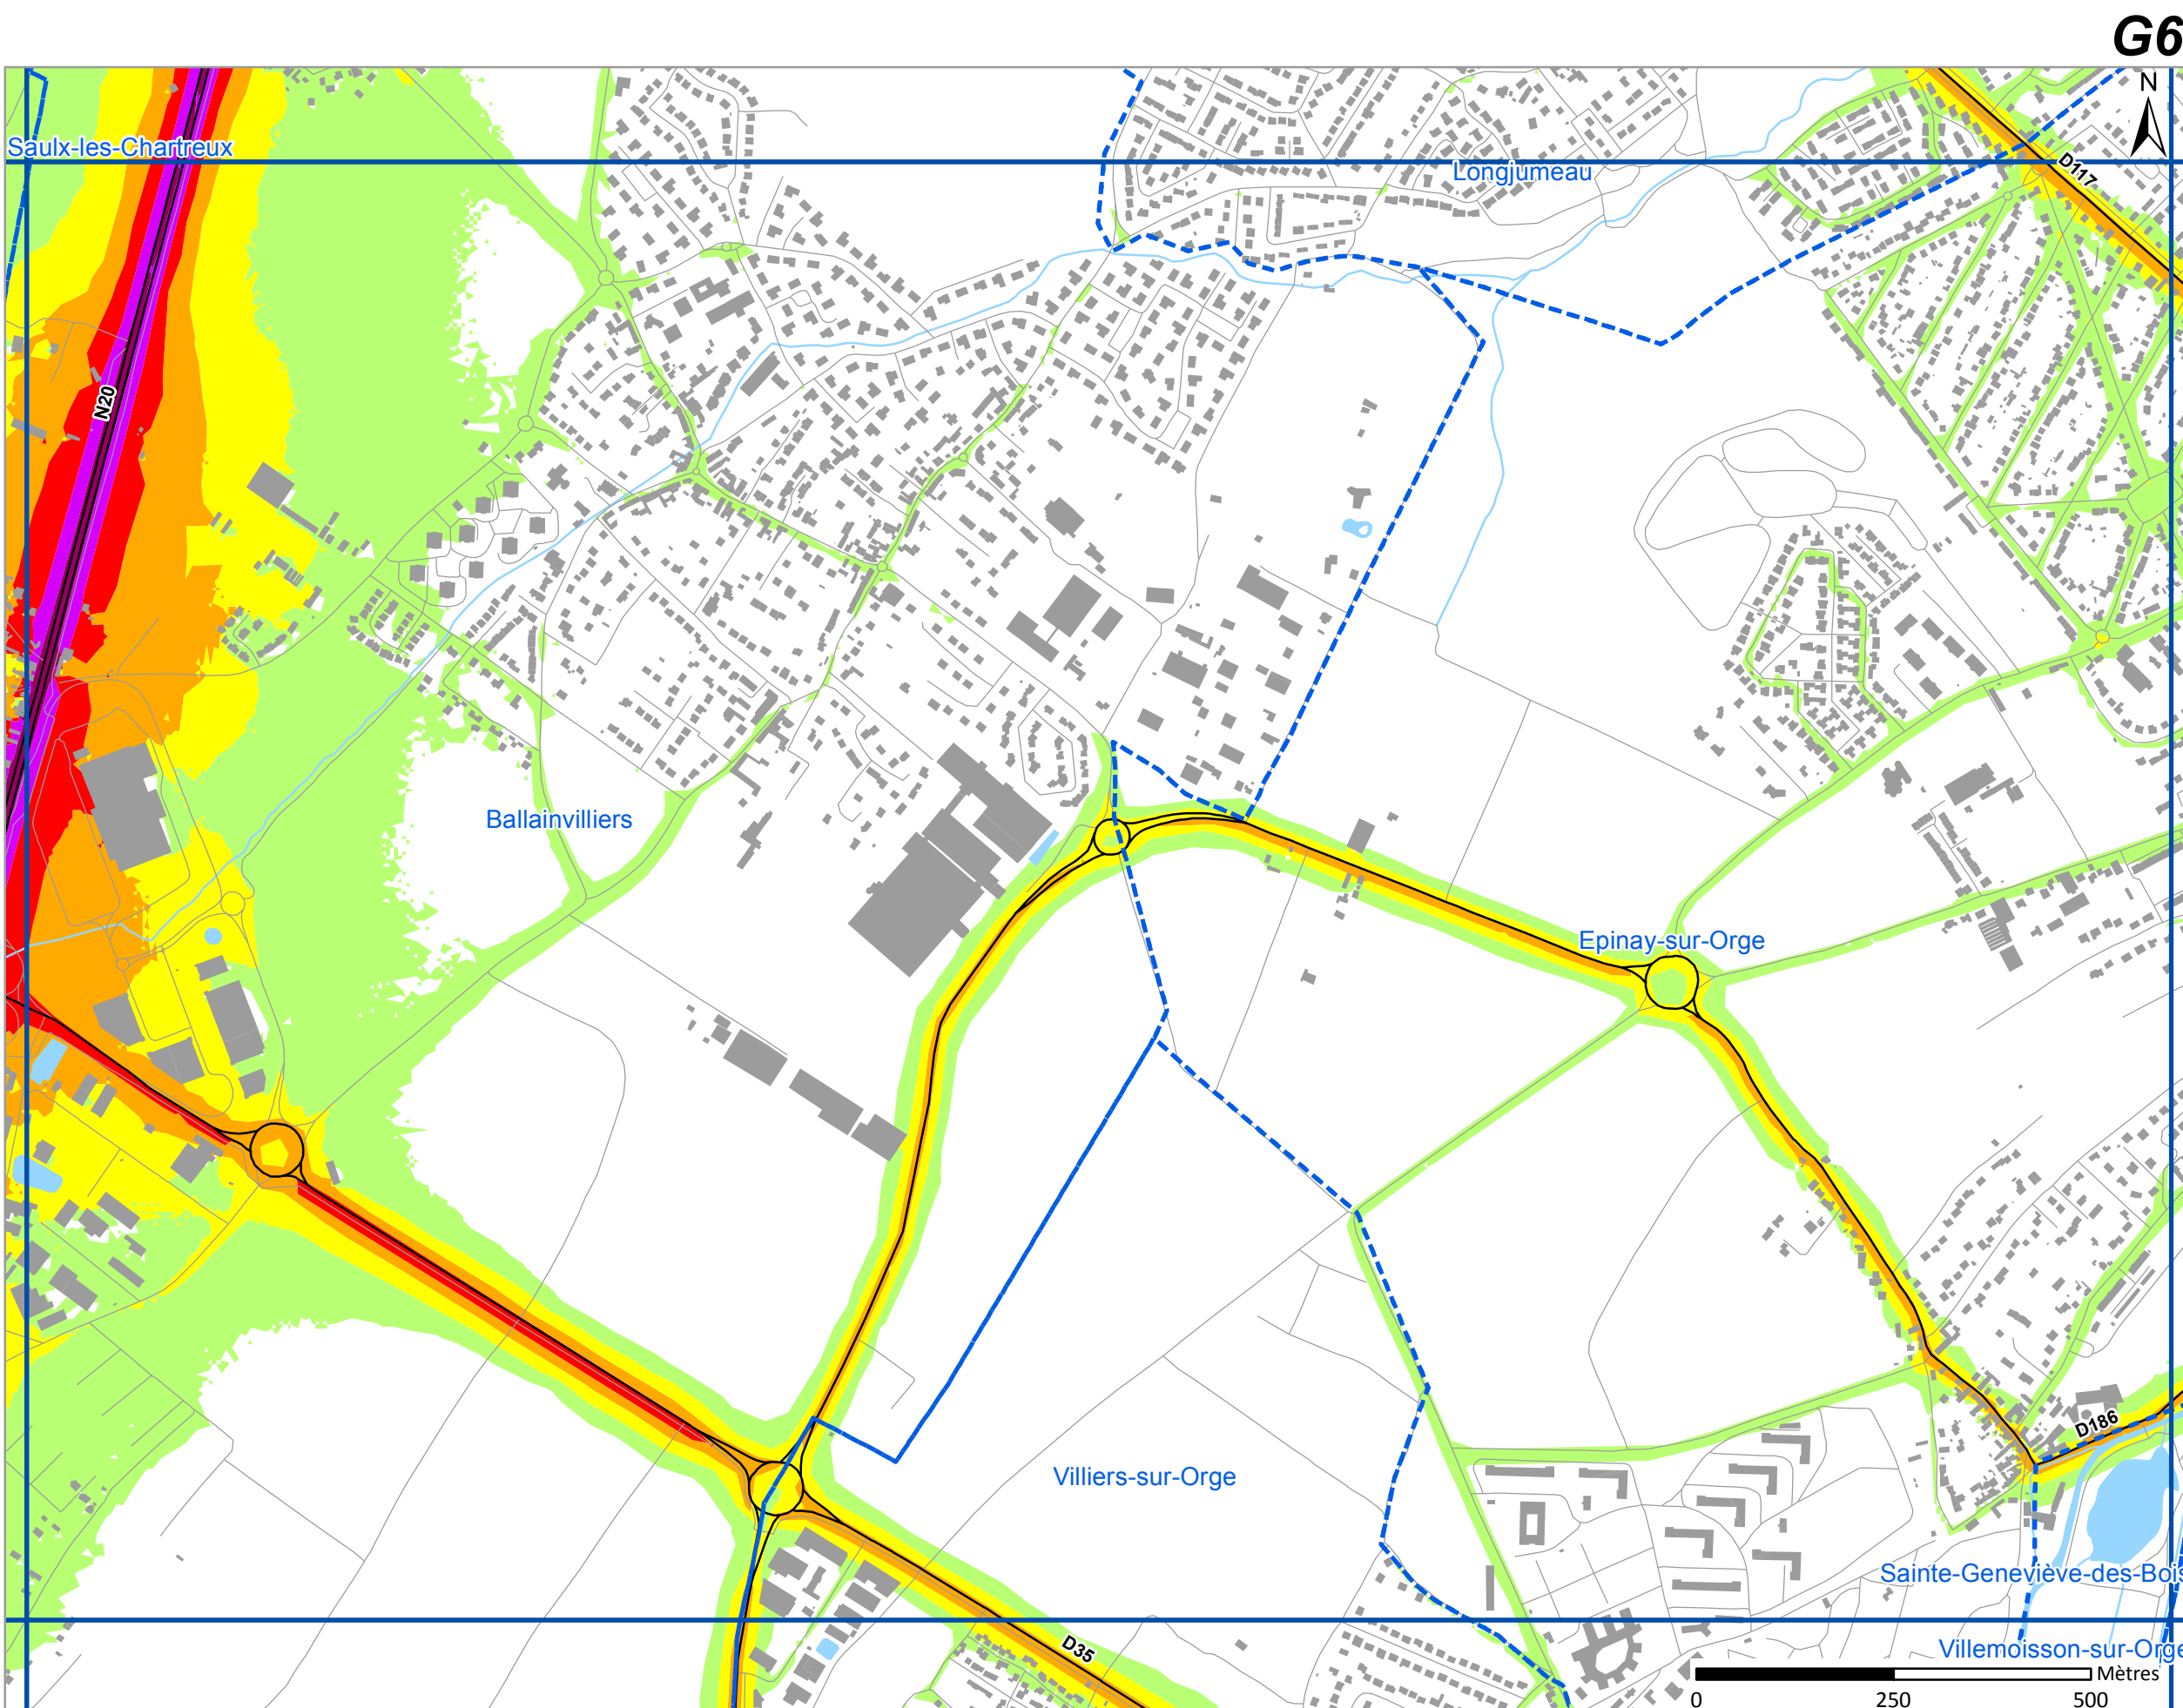 G6
N
Saulx-les-Chartreux
Longjumeau
D117
N20
Ballainvilliers
Epinay-sur-Orge
D186
Villiers-sur-Orge
Sainte-Geneviève-des-Bois
D35
Villemoisson-sur-Orge
Mètres
0 250 500